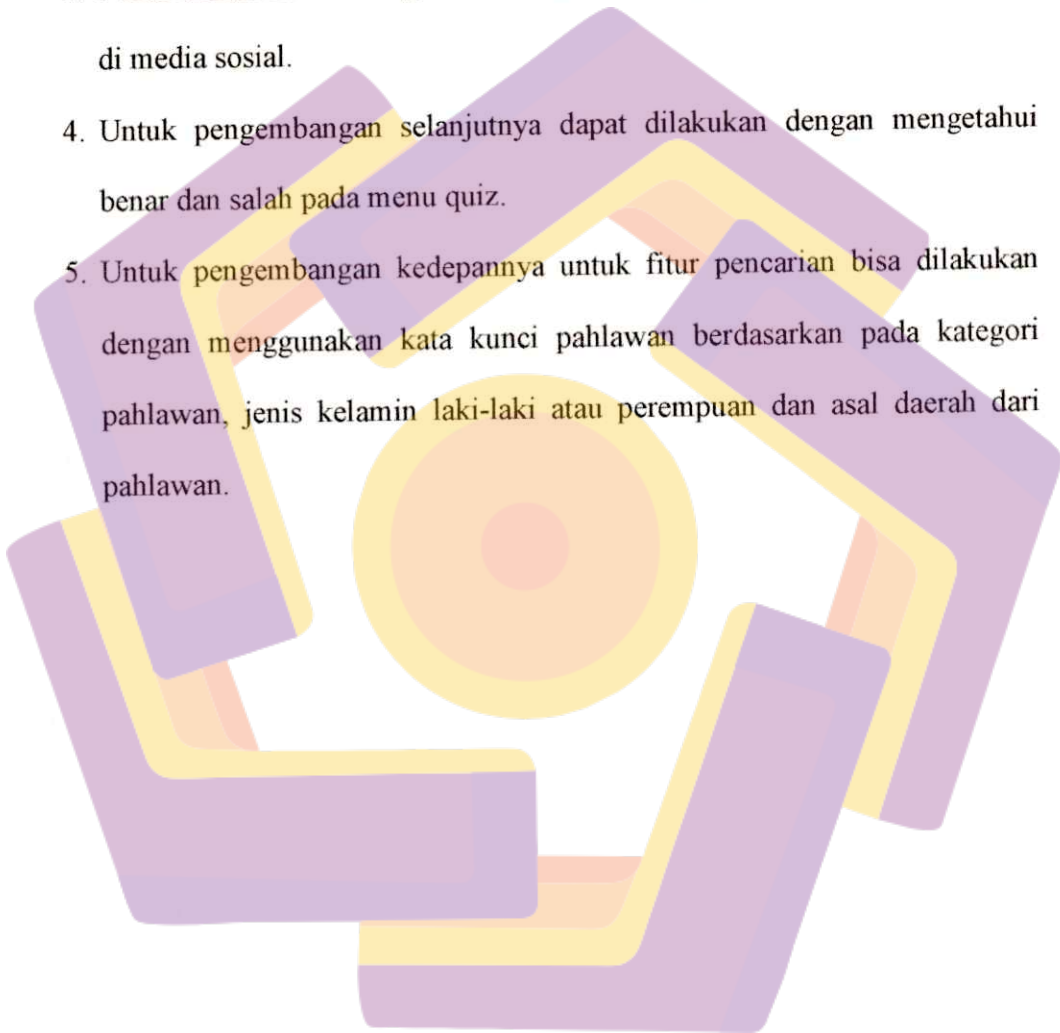 di media sosial.
4. Untuk pengembangan selanjutnya dapat dilakukan dengan mengetahui
benar dan salah pada menu quiz.
5. Untuk pengembangan kedepannya untuk fitur pencarian bisa dilakukan
dengan menggunakan kata kunci pahlawan berdasarkan pada kategori
pahlawan, jenis kelamin laki-laki atau perempuan dan asal daerah dari
pahlawan.